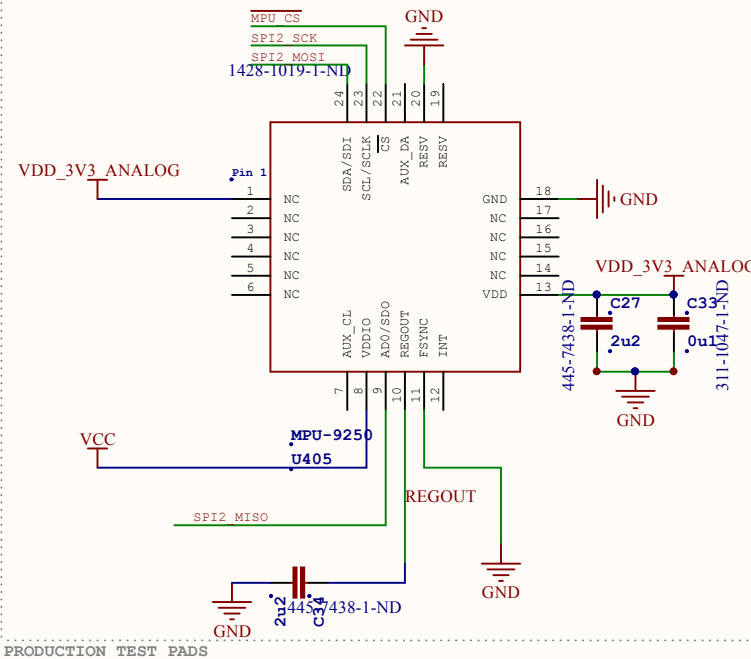 MPU_CS
SPI2_SCK
SPI2_MOSI
1428-1019-1-ND
GND
24
23
22
21
20
19
SDA/SDI
SCL/SCLK
CS
AUX_DA
RESV
RESV
VDD_3V3_ANALOG
Pin 1
1 NC
2 NC
3 NC
4 NC
5 NC
6 NC
GND 18
NC 17
NC 16
NC 15
NC 14
VDD 13
GND
VDD_3V3_ANALOG
445-7438-1-ND
C27
2u2
C33
0u1
311-1047-1-ND
GND
AUX_CL
VDDIO
AD0/SDO
REGOUT
FSYNC
INT
7
8
9
10
11
12
VCC
MPU-9250
U405
REGOUT
SPI2_MISO
GND
2u2
C34
445-7438-1-ND
GND
PRODUCTION TEST PADS